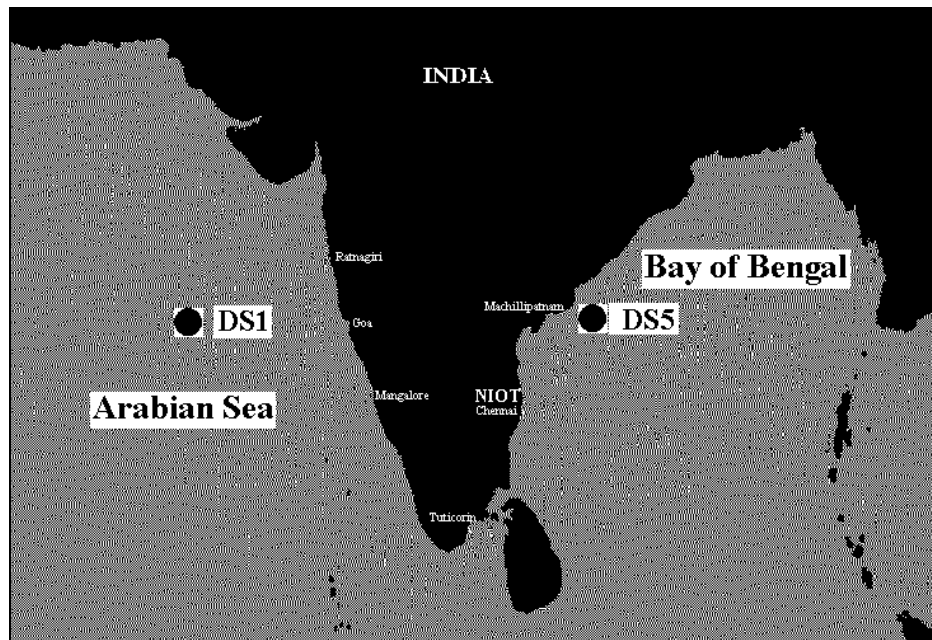 INDIA
Ratnagiri
Bay of Bengal
Machillipatnam
DS1
Goa
DS5
Arabian Sea
Mangalore
NIOT
Chennai
Tuticorin